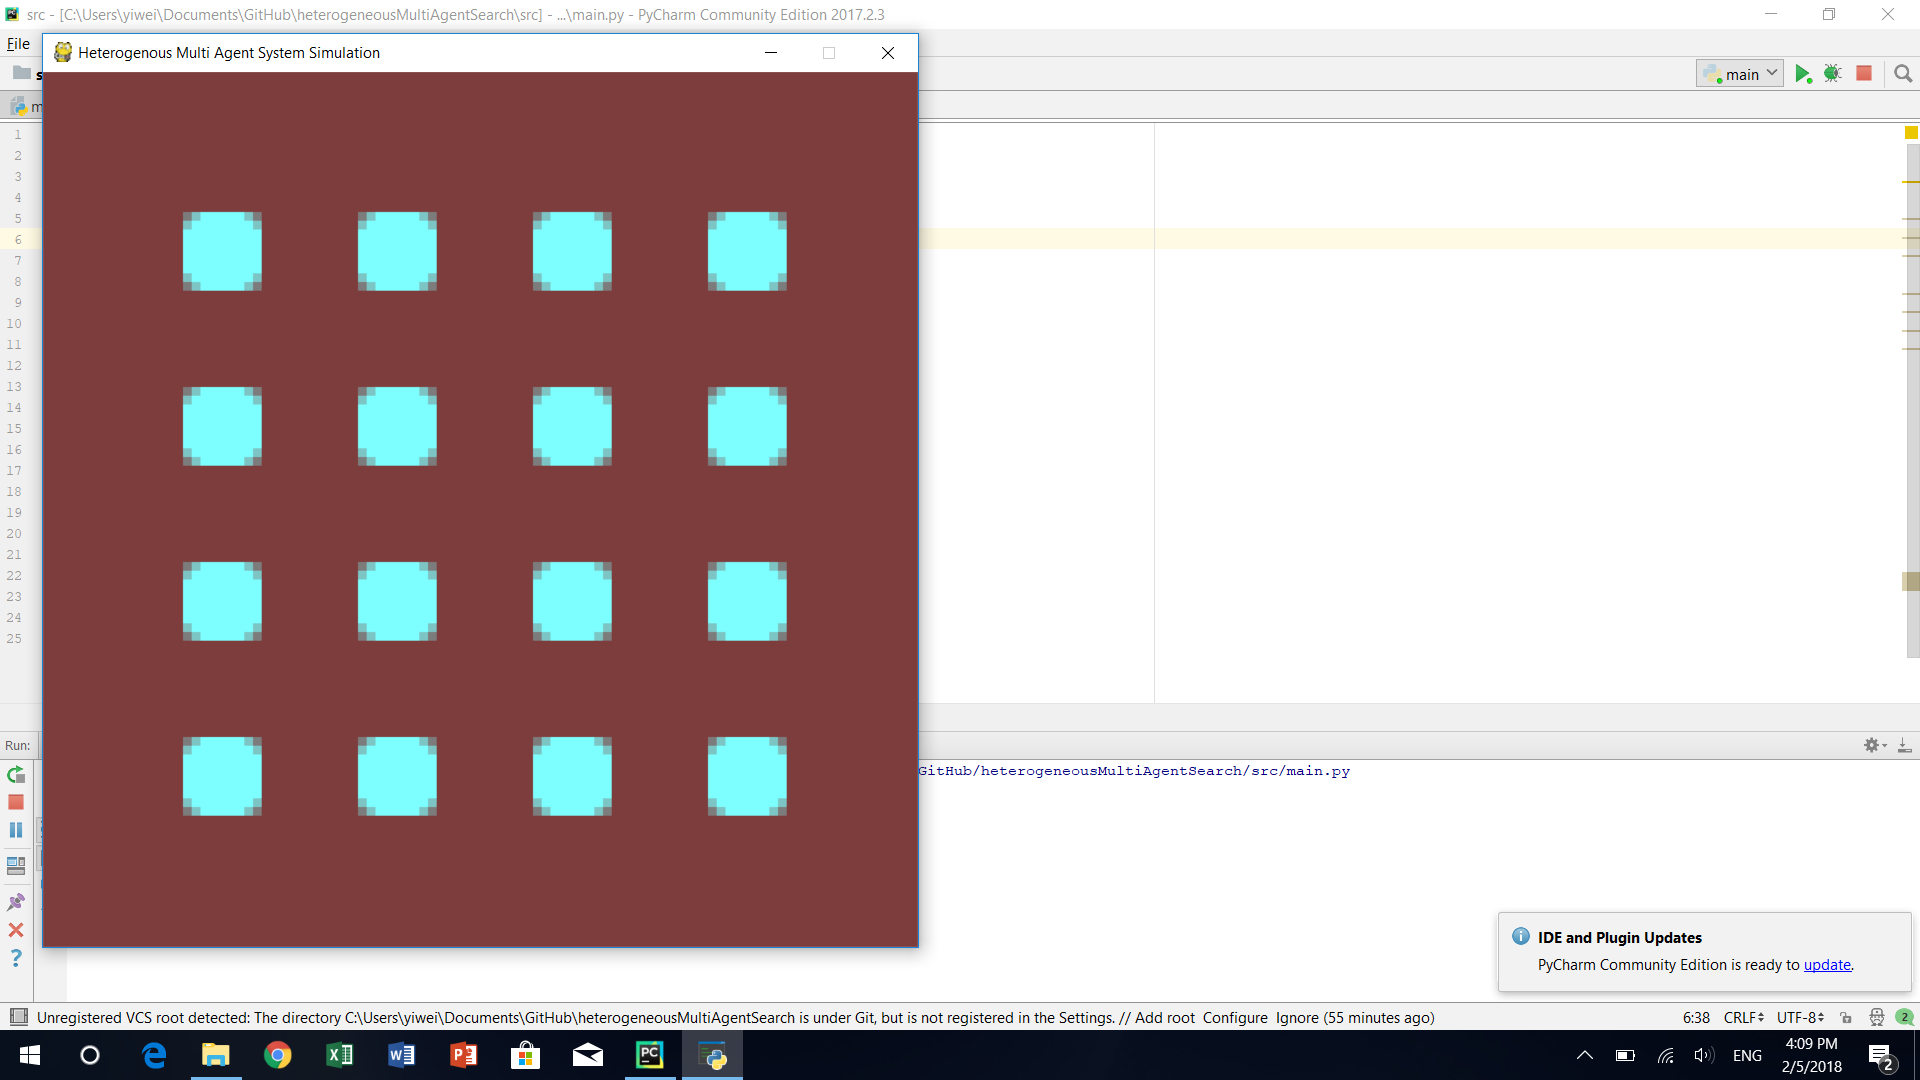 src - [C:\Users\yiwei\Documents\GitHub\heterogeneousMultiAgentSearch\src] - ...\main.py - PyCharm Community Edition 2017.2.3
File
Heterogenous Multi Agent System Simulation
s
main
m
1
2
3
4
5
6
7
8
9
10
11
12
13
14
15
16
17
18
19
20
21
22
23
24
25
Run:
GitHub/heterogeneousMultiAgentSearch/src/main.py
IDE and Plugin Updates
PyCharm Community Edition is ready to update.
Unregistered VCS root detected: The directory C:\Users\yiwei\Documents\GitHub\heterogeneousMultiAgentSearch is under Git, but is not registered in the Settings. // Add root Configure Ignore (55 minutes ago)
6:38 CRLF UTF-8 2
ENG
4:09 PM
2/5/2018
2